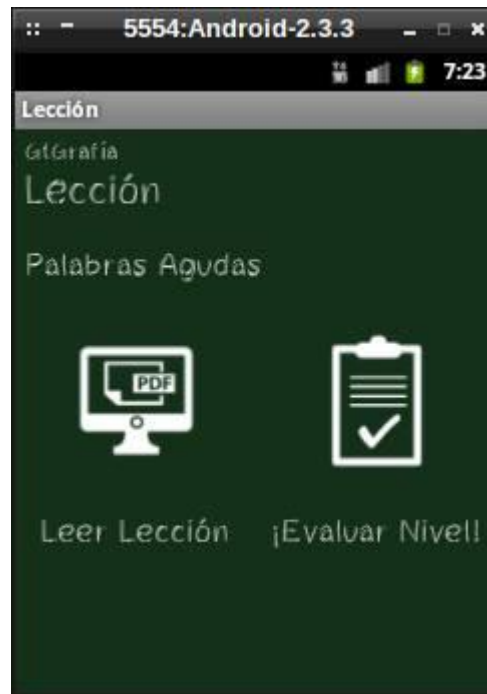 5554:Android-2.3.3
7:23
Lección
GtGrafía
Lección
Palabras Agudas
PDF
Leer Lección ¡Evaluar Nivel!